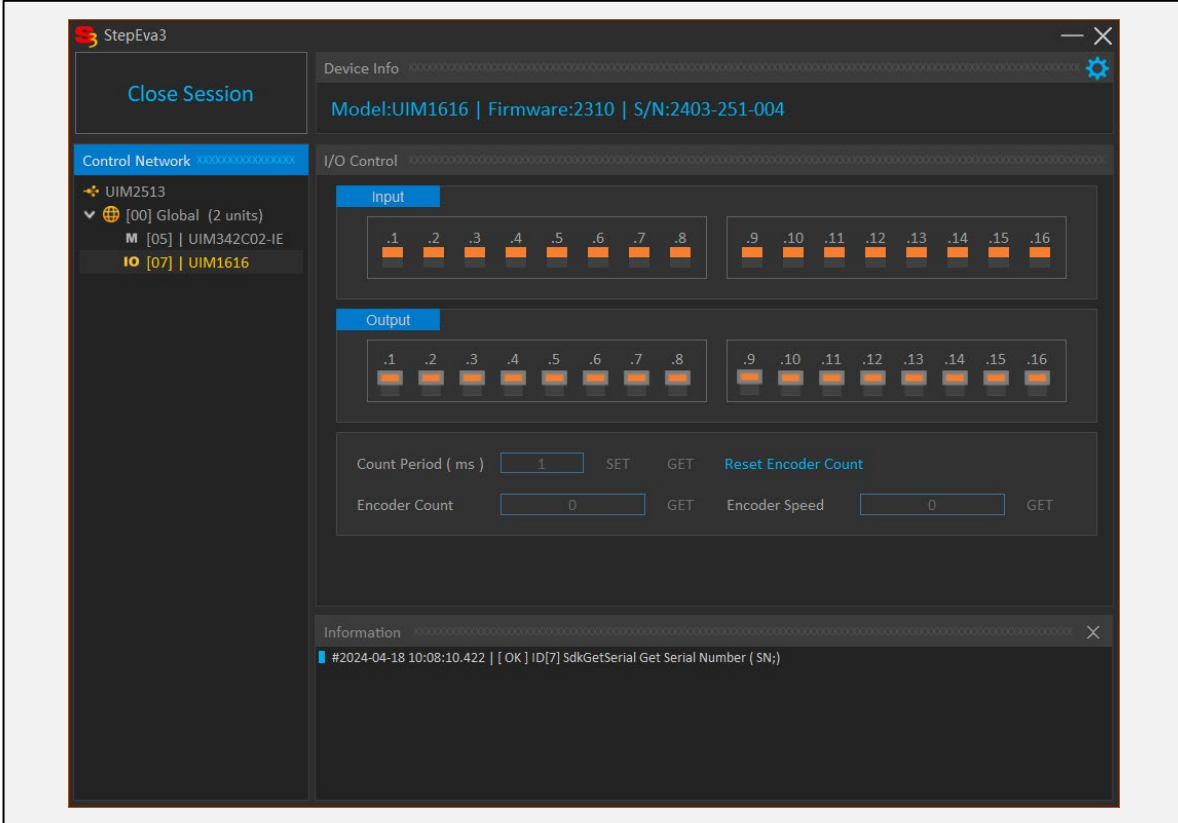 StepEva3
Close Session
Device Info
Model:UIM1616 | Firmware:2310 | S/N:2403-251-004
Control Network
UIM2513
[00] Global (2 units)
M [05] | UIM342C02-IE
IO [07] | UIM1616
I/O Control
Input
.1 .2 .3 .4 .5 .6 .7 .8 .9 .10 .11 .12 .13 .14 .15 .16
Output
.1 .2 .3 .4 .5 .6 .7 .8 .9 .10 .11 .12 .13 .14 .15 .16
Count Period ( ms ) 1 SET GET Reset Encoder Count
Encoder Count 0 GET Encoder Speed 0 GET
Information
#2024-04-18 10:08:10.422 | [ OK ] ID[7] SdkGetSerial Get Serial Number ( SN;)